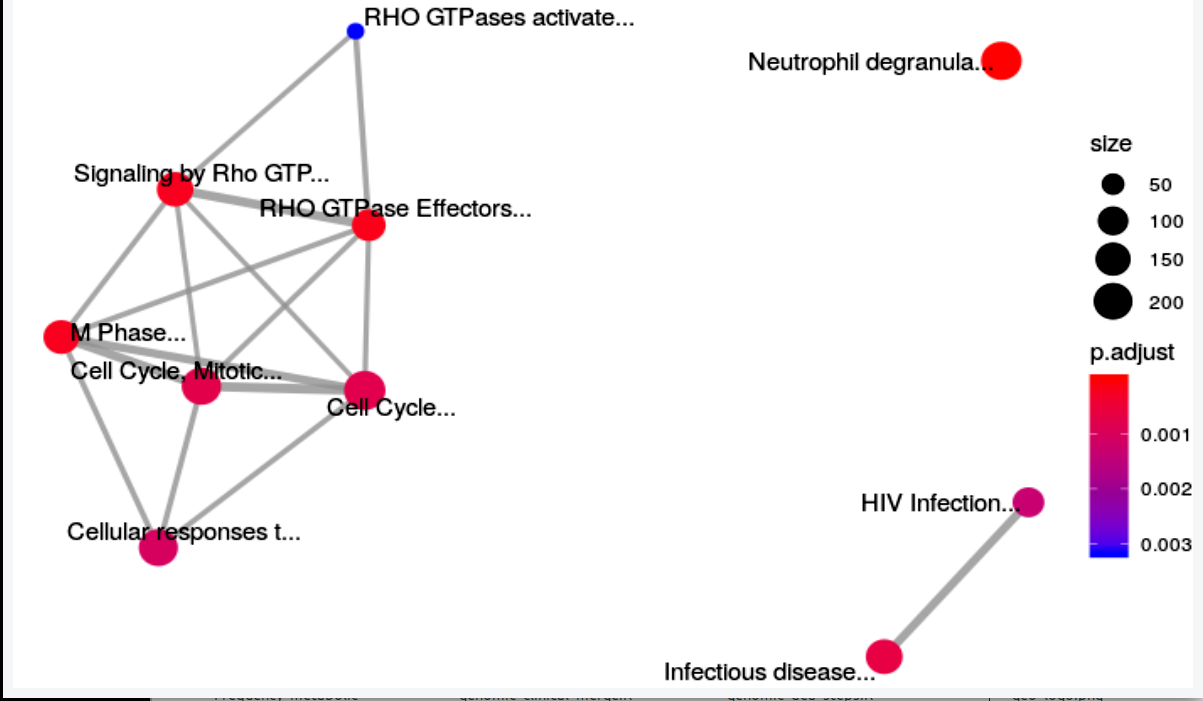 RHO GTPases activate...
Neutrophil degranula...
size
50
100
150
200
Signaling by Rho GTP...
RHO GTPase Effectors...
M Phase...
Cell Cycle, Mitotic...
Cell Cycle...
p.adjust
0.001
0.002
0.003
HIV Infection...
Cellular responses t...
Infectious disease...